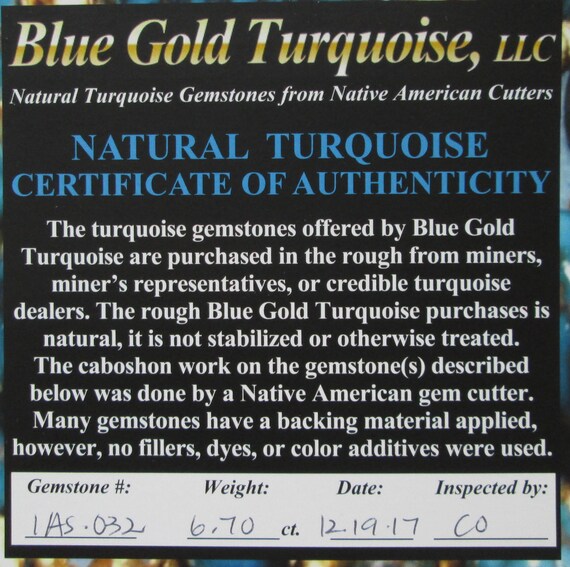 Blue Gold Turquoise, LLC
Natural Turquoise Gemstones from Native American Cutters
NATURAL TURQUOISE
CERTIFICATE OF AUTHENTICITY
The turquoise gemstones offered by Blue Gold
Turquoise are purchased in the rough from miners,
miner's representatives, or credible turquoise
dealers. The rough Blue Gold Turquoise purchases is
natural, it is not stabilized or otherwise treated.
The caboshon work on the gemstone(s) described
below was done by a Native American gem cutter.
Many gemstones have a backing material applied,
however, no fillers, dyes, or color additives were used.
Gemstone #: Weight: Date: Inspected by:
1AS.032 6.70 ct. 12.19.17 CO